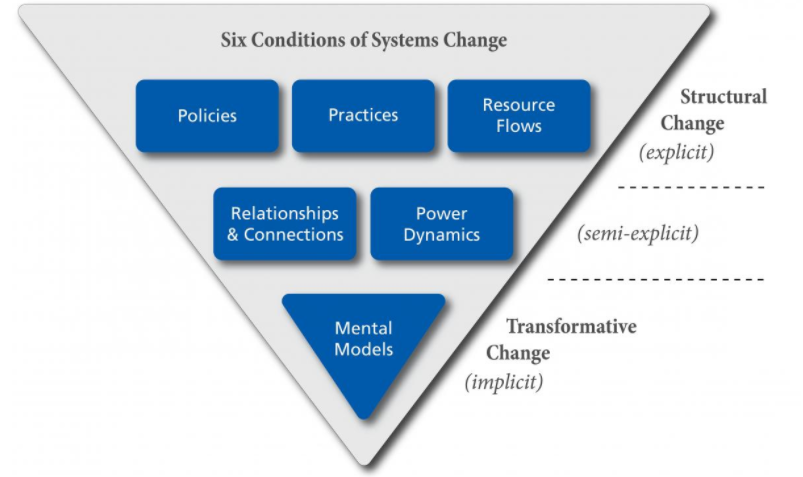 Six Conditions of Systems Change
Policies
Practices
Resource
Flows
Structural
Change
(explicit)
Relationships
& Connections
Power
Dynamics
(semi-explicit)
Mental
Models
Transformative
Change
(implicit)